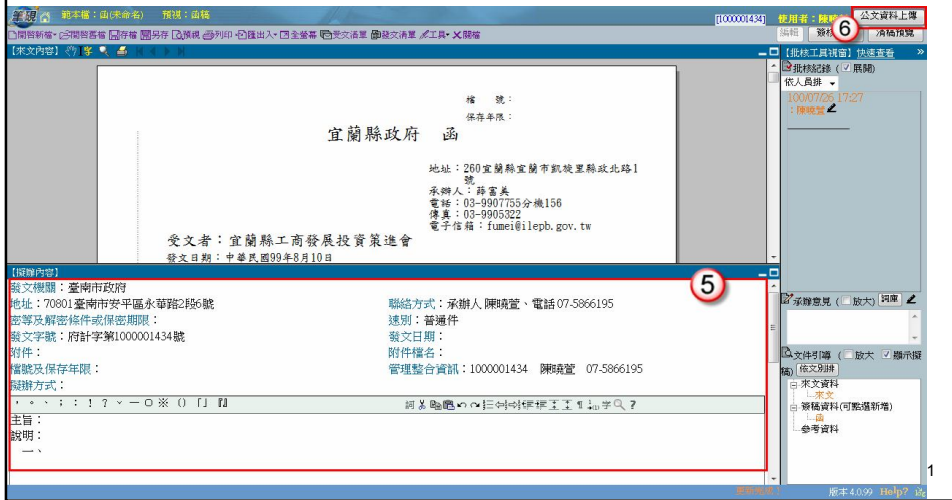 筆硯 範本檔：函(未命名) 預視：函稿
[1000001434] 使用者：陳曉萱 公文資料上傳
開啟新檔 開啟舊檔 存檔 另存 預視 列印 匯出入 全螢幕 受文清單 發文清單 工具 關檔
編輯 清稿預覽
6
【來文內容】
檔 號：
保存年限：
宜蘭縣政府 函
地址：260宜蘭縣宜蘭市凱旋里縣政北路1
號
承辦人：薛富美
電話：03-9907755分機156
傳真：03-9905322
電子信箱：fumei@ilepb.gov.tw
受文者：宜蘭縣工商發展投資策進會
發文日期：中華民國99年8月10日
【批核工具視窗】快速查看 »
批核紀錄 (展開)
依人員排
100/07/26 17:27
：陳曉萱
【擬辦內容】
5
發文機關：臺南市政府
地址：70801臺南市安平區永華路2段6號
聯絡方式：承辦人 陳曉萱、電話 07-5866195
密等及解密條件或保密期限：
速別：普通件
發文字號：府計字第1000001434號
發文日期：
附件：
附件檔名：
檔號及保存年限：
管理整合資訊：1000001434 陳曉萱 07-5866195
擬辦方式：
， 。 、 ； ： ！ ？ ～ － ○ ※ () 「」 『』
詞 字 ?
主旨：
說明：
一、
承辦意見 (放大) 詞庫
文件引導 (放大 顯示擬
稿) 依文別排
來文資料
來文
簽稿資料(可點選新增)
函
參考資料
1
版本4.0.99 Help?